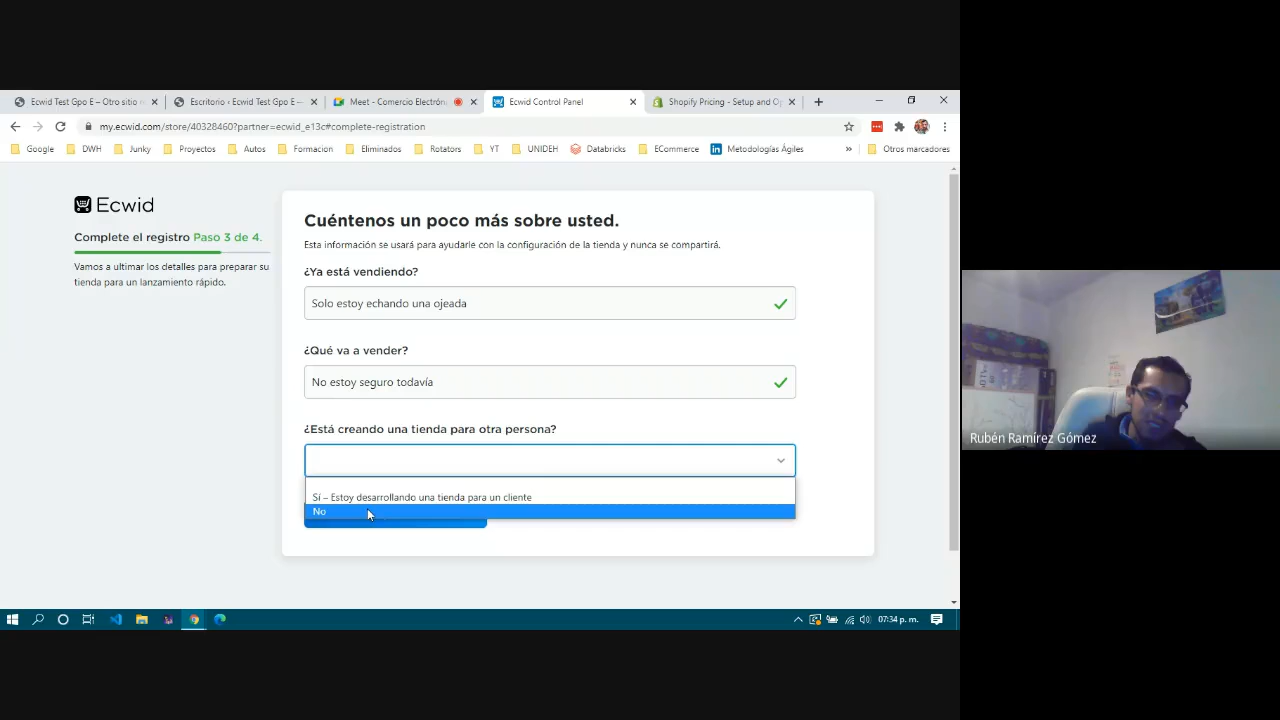 Ecwid Test Gpo E – Otro sitio
Escritorio ‹ Ecwid Test Gpo E —
Meet - Comercio Electrón
Ecwid Control Panel
Shopify Pricing - Setup and Op
my.ecwid.com/store/40328460?partner=ecwid_e13c#complete-registration
Google
DWH
Junky
Proyectos
Autos
Formacion
Eliminados
Rotators
YT
UNIDEH
Databricks
ECommerce
Metodologías Ágiles
»
Otros marcadores
Ecwid
Complete el registro Paso 3 de 4.
Vamos a ultimar los detalles para preparar su
tienda para un lanzamiento rápido.
Cuéntenos un poco más sobre usted.
Esta información se usará para ayudarle con la configuración de la tienda y nunca se compartirá.
¿Ya está vendiendo?
Solo estoy echando una ojeada
¿Qué va a vender?
No estoy seguro todavía
¿Está creando una tienda para otra persona?
Sí – Estoy desarrollando una tienda para un cliente
No
Rubén Ramírez Gómez
07:34 p. m.